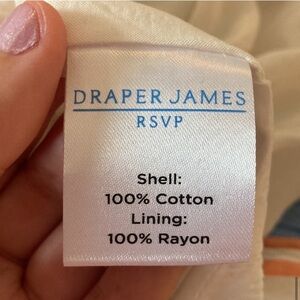 DRAPER JAMES
RSVP
Shell:
100% Cotton
Lining:
100% Rayon